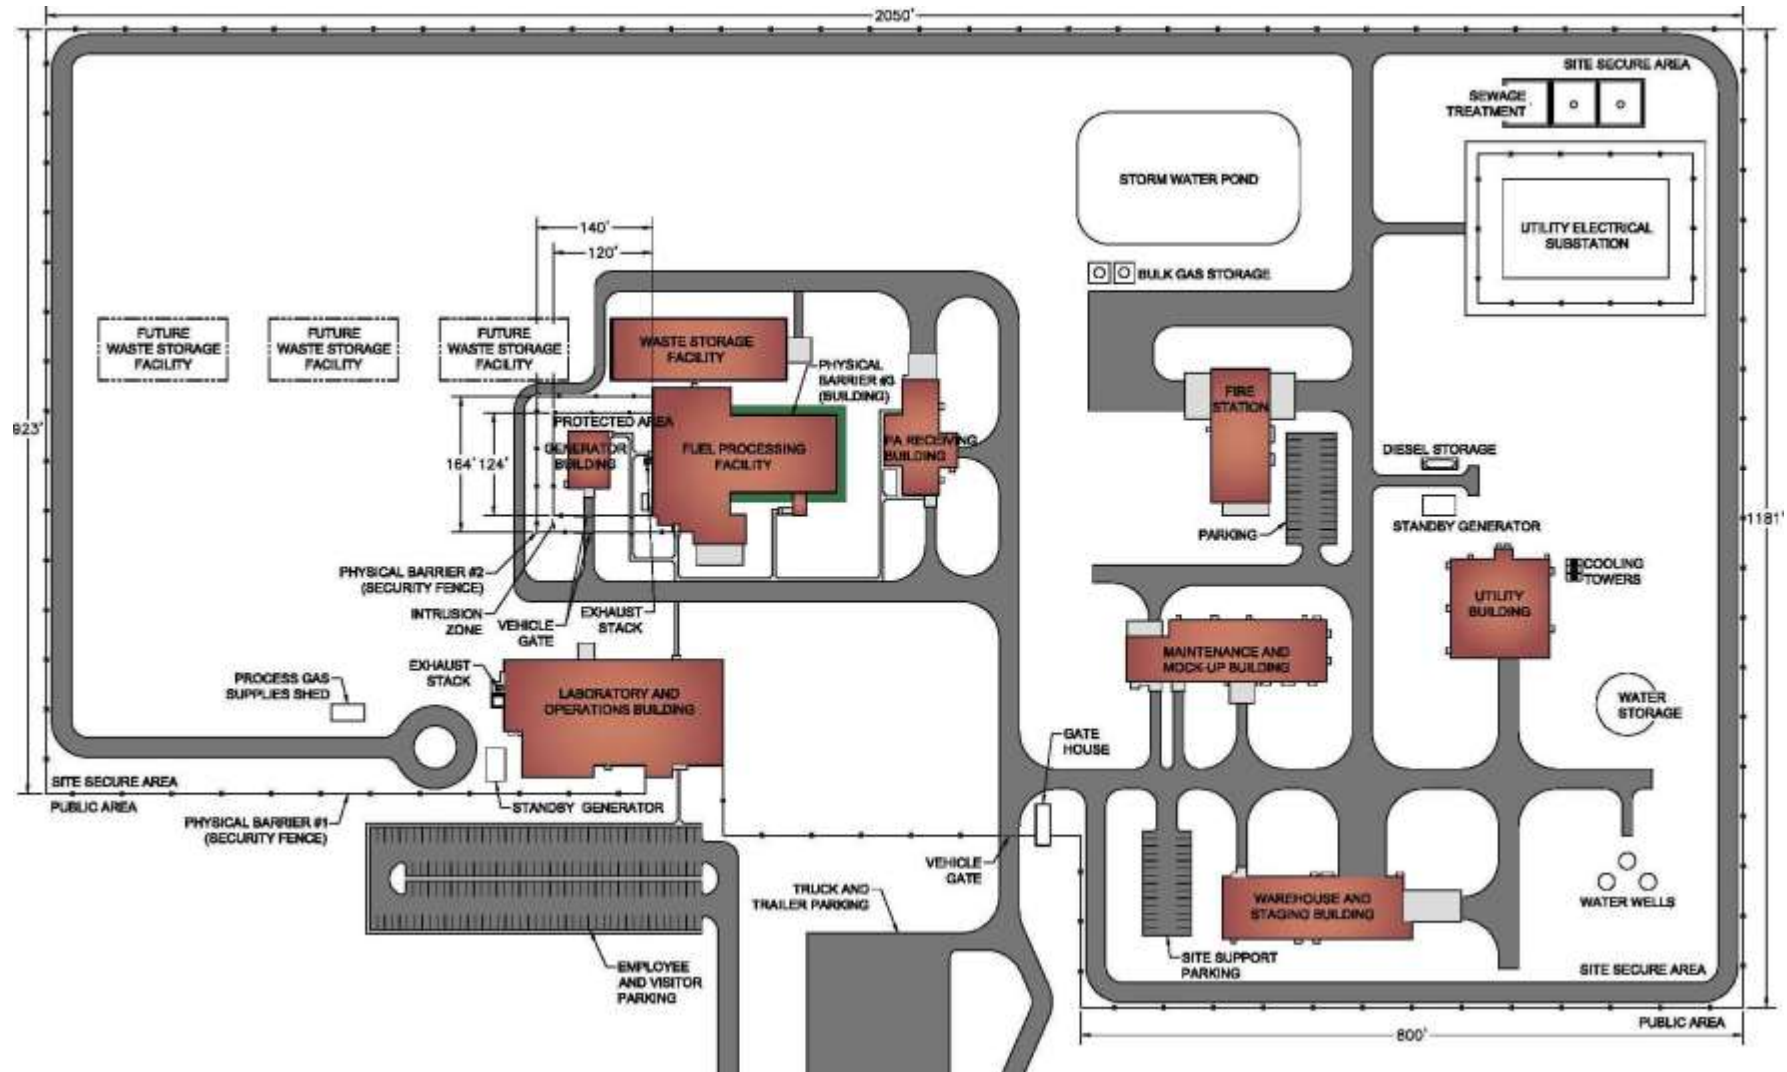 2050'
SITE SECURE AREA
SEWAGE
TREATMENT
STORM WATER POND
UTILITY ELECTRICAL
SUBSTATION
140'
120'
BULK GAS STORAGE
FUTURE
WASTE STORAGE
FACILITY
FUTURE
WASTE STORAGE
FACILITY
FUTURE
WASTE STORAGE
FACILITY
WASTE STORAGE
FACILITY
PHYSICAL
BARRIER #3
(BUILDING)
FIRE
STATION
923'
PROTECTED AREA
GENERATOR
BUILDING
FUEL PROCESSING
FACILITY
PA RECEIVING
BUILDING
164'
124'
DIESEL STORAGE
STANDBY GENERATOR
1181'
PARKING
PHYSICAL BARRIER #2
(SECURITY FENCE)
INTRUSION
ZONE
VEHICLE
GATE
EXHAUST
STACK
COOLING
TOWERS
UTILITY
BUILDING
MAINTENANCE AND
MOCK-UP BUILDING
EXHAUST
STACK
PROCESS GAS
SUPPLIES SHED
LABORATORY AND
OPERATIONS BUILDING
WATER
STORAGE
GATE
HOUSE
SITE SECURE AREA
PUBLIC AREA
STANDBY GENERATOR
PHYSICAL BARRIER #1
(SECURITY FENCE)
VEHICLE
GATE
TRUCK AND
TRAILER PARKING
WAREHOUSE AND
STAGING BUILDING
WATER WELLS
EMPLOYEE
AND VISITOR
PARKING
SITE SUPPORT
PARKING
SITE SECURE AREA
PUBLIC AREA
800'